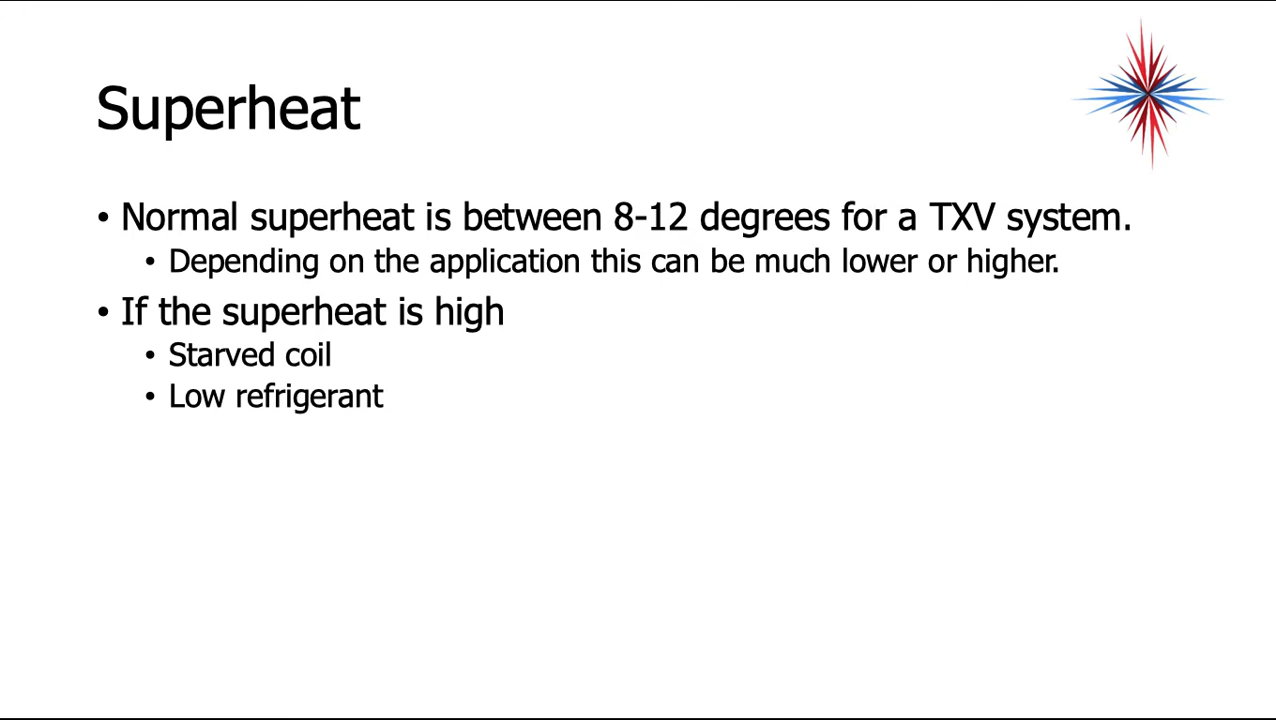 Superheat
• Normal superheat is between 8-12 degrees for a TXV system.
• Depending on the application this can be much lower or higher.
• If the superheat is high
• Starved coil
• Low refrigerant